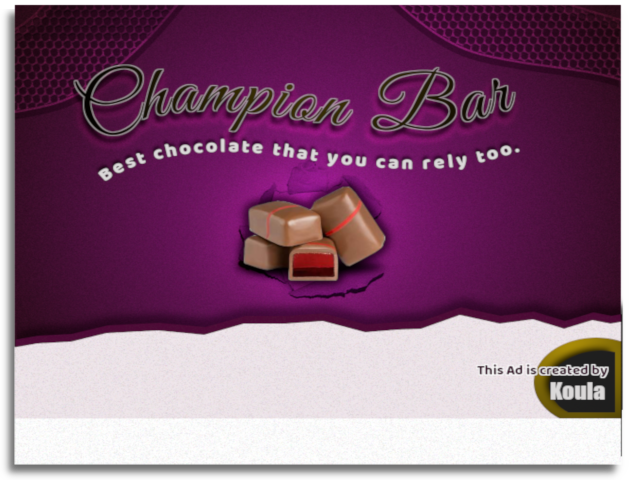 Champion Bar
Best chocolate that you can rely too.
This Ad is created by
Koula